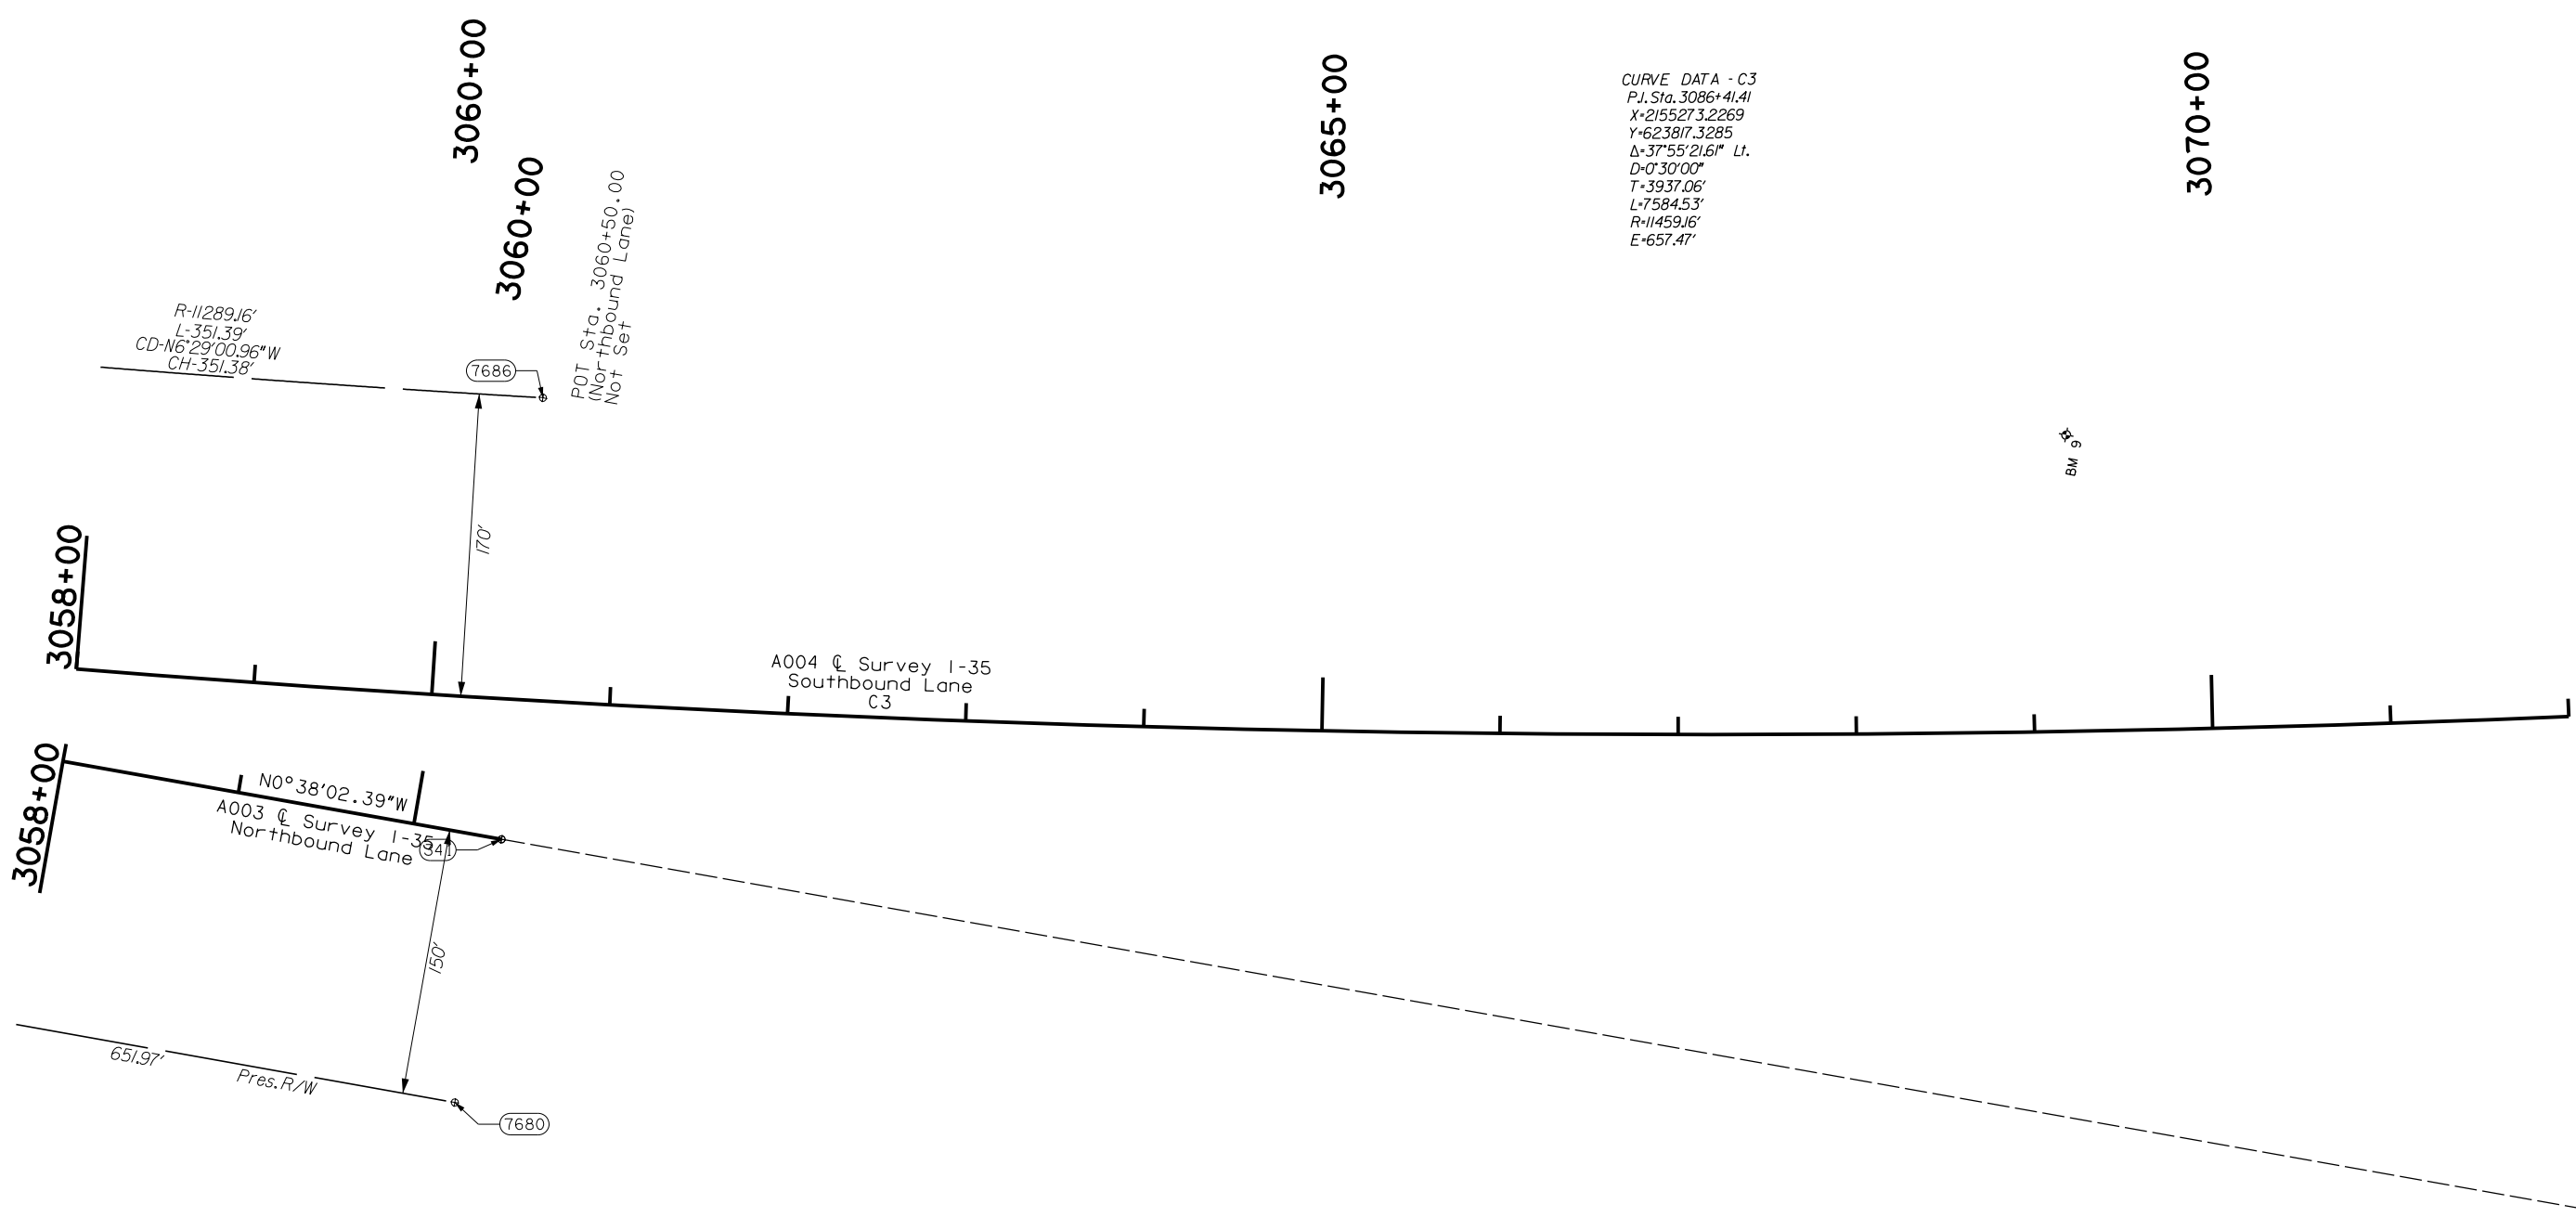 3060+00
3060+00
3065+00
3070+00
CURVE DATA - C3
P.I. Sta. 3086+41.41
X=2155273.2269
Y=623817.3285
Δ=37°55'21.61" Lt.
D=0°30'00"
T=3937.06'
L=7584.53'
R=11459.16'
E=657.47'
POT Sta. 3060+50.00
(Northbound Lane)
Not Set
R-11289.16'
L-351.39'
CD-N6°29'00.96"W
CH-351.38'
7686
170'
BM 9
3058+00
A004 ℄ Survey I-35
Southbound Lane
C3
3058+00
N0°38'02.39"W
A003 ℄ Survey I-35
Northbound Lane
341
150'
651.97'
Pres. R/W
7680